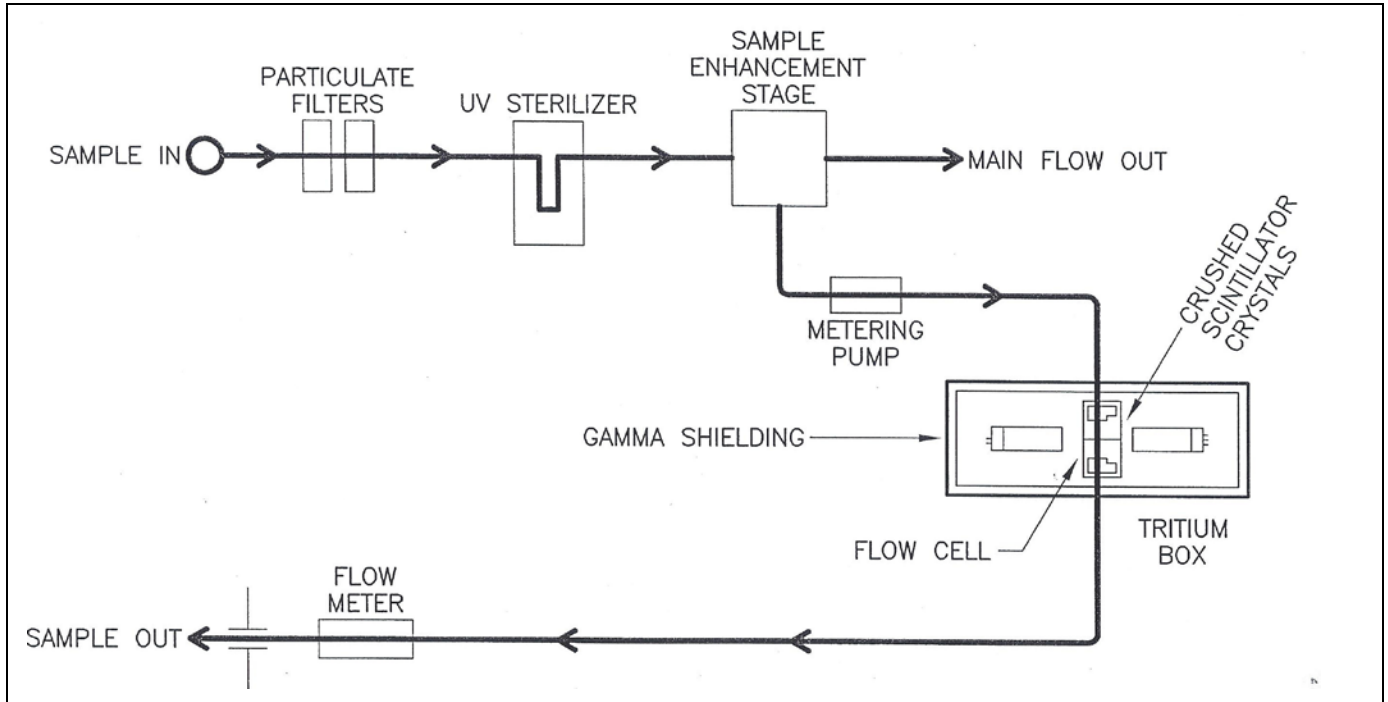 SAMPLE
ENHANCEMENT
STAGE
PARTICULATE
FILTERS
UV STERILIZER
SAMPLE IN
MAIN FLOW OUT
CRUSHED
SCINTILLATOR
CRYSTALS
METERING
PUMP
GAMMA SHIELDING
FLOW CELL
TRITIUM
BOX
FLOW
METER
SAMPLE OUT